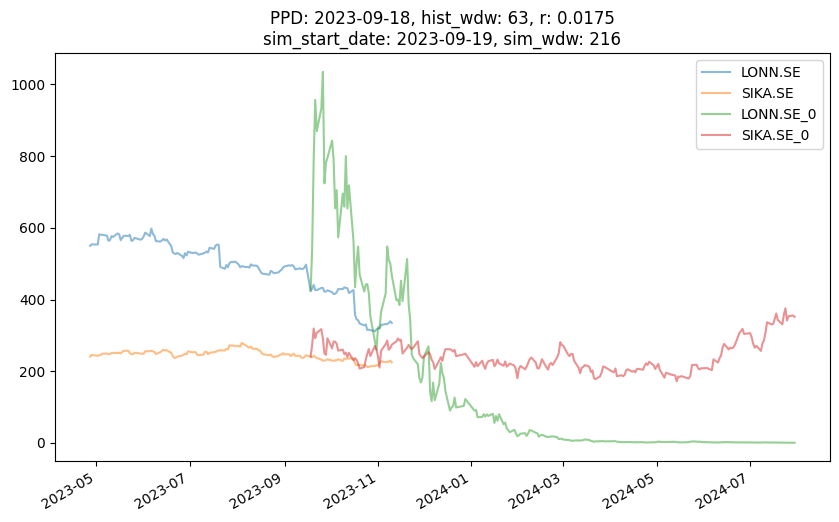 PPD: 2023-09-18, hist_wdw: 63, r: 0.0175
sim_start_date: 2023-09-19, sim_wdw: 216
LONN.SE
SIKA.SE
LONN.SE_0
SIKA.SE_0
1000
800
600
400
200
0
2023-05
2023-07
2023-09
2023-11
2024-01
2024-03
2024-05
2024-07